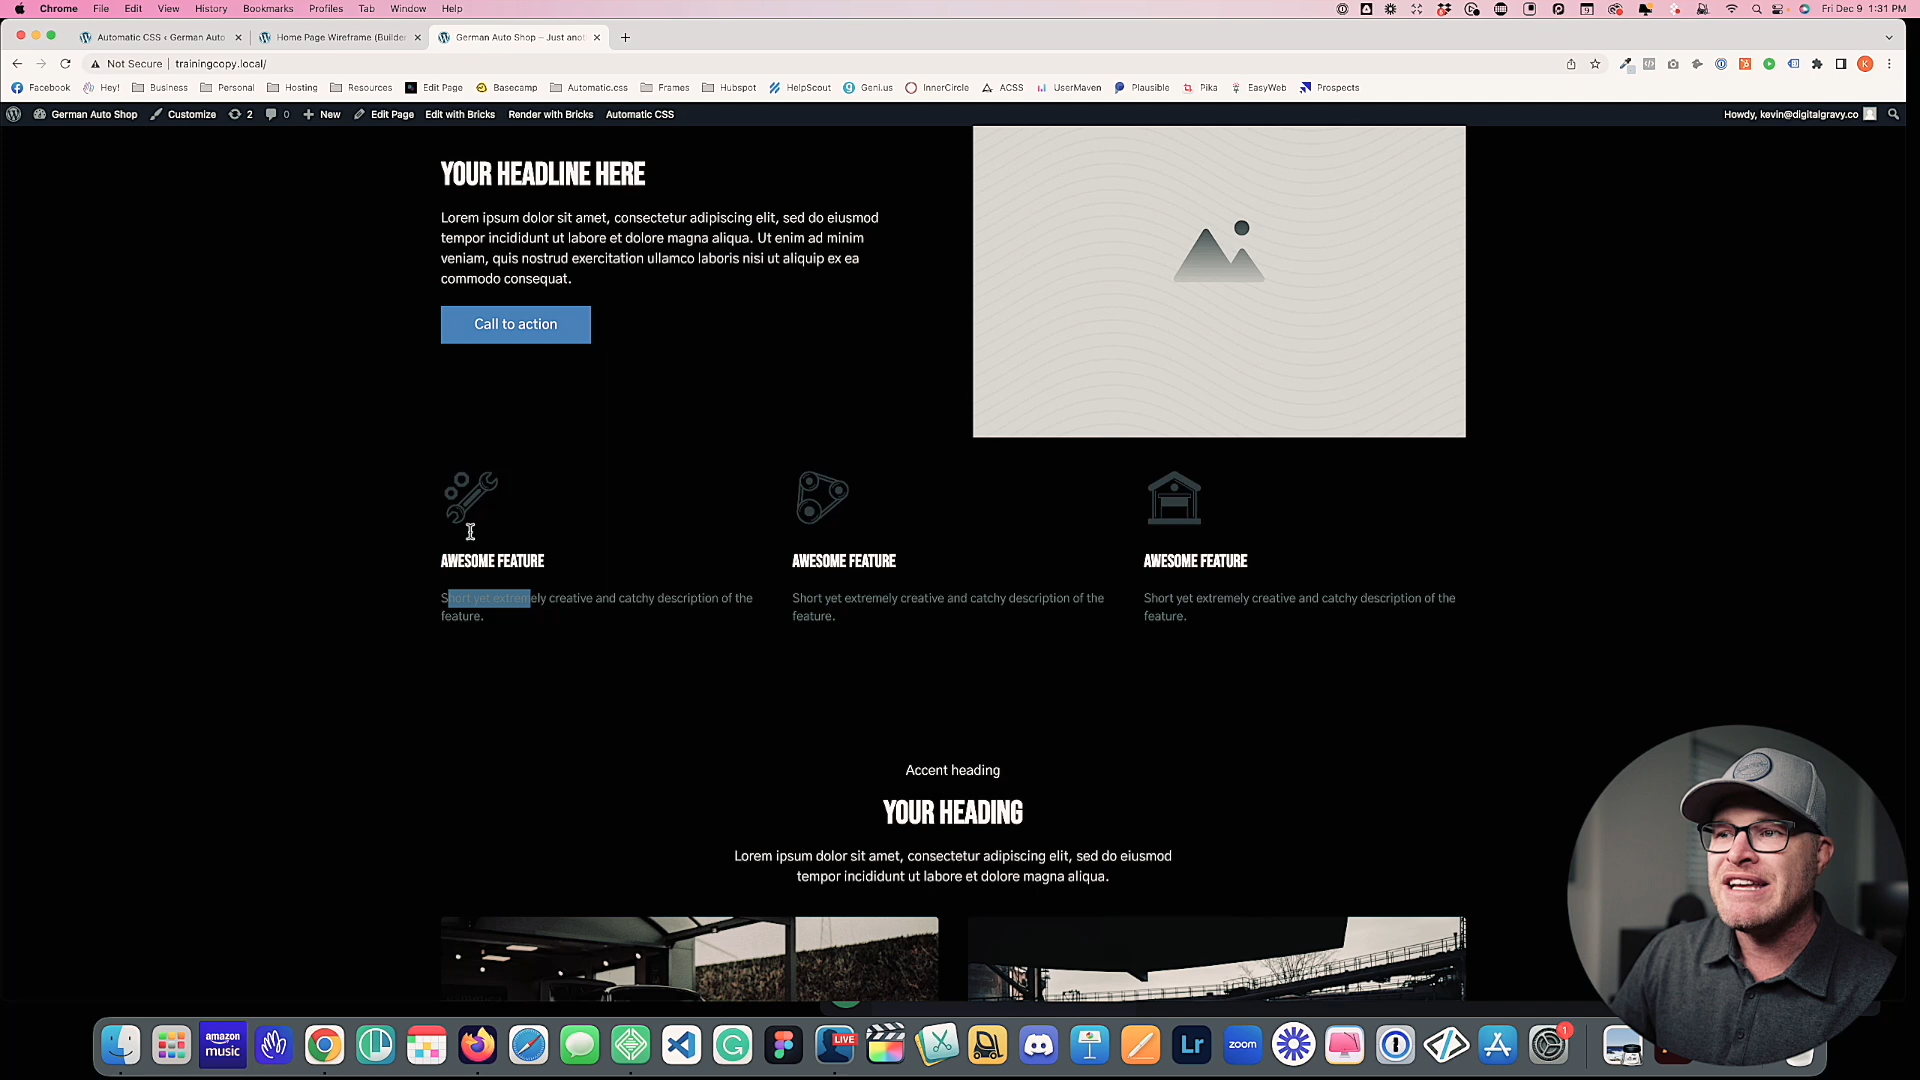 Chrome File Edit View History Bookmarks Profiles Tab Window Help
Fri Dec 9 1:31 PM
Automatic CSS ‹ German Auto
Home Page Wireframe (Builder
German Auto Shop – Just anot
Not Secure
trainingcopy.local/
Facebook Hey! Business Personal Hosting Resources Edit Page Basecamp Automatic.css Frames Hubspot HelpScout Geni.us InnerCircle ACSS UserMaven Plausible Pika EasyWeb Prospects
German Auto Shop Customize 2 0 New Edit Page Edit with Bricks Render with Bricks Automatic CSS
Howdy, kevin@digitalgravy.co
YOUR HEADLINE HERE
Lorem ipsum dolor sit amet, consectetur adipiscing elit, sed do eiusmod
tempor incididunt ut labore et dolore magna aliqua. Ut enim ad minim
veniam, quis nostrud exercitation ullamco laboris nisi ut aliquip ex ea
commodo consequat.
Call to action
AWESOME FEATURE
Short yet extremely creative and catchy description of the
feature.
AWESOME FEATURE
Short yet extremely creative and catchy description of the
feature.
AWESOME FEATURE
Short yet extremely creative and catchy description of the
feature.
Accent heading
YOUR HEADING
Lorem ipsum dolor sit amet, consectetur adipiscing elit, sed do eiusmod
tempor incididunt ut labore et dolore magna aliqua.
amazon
music
LIVE
Lr
zoom
1